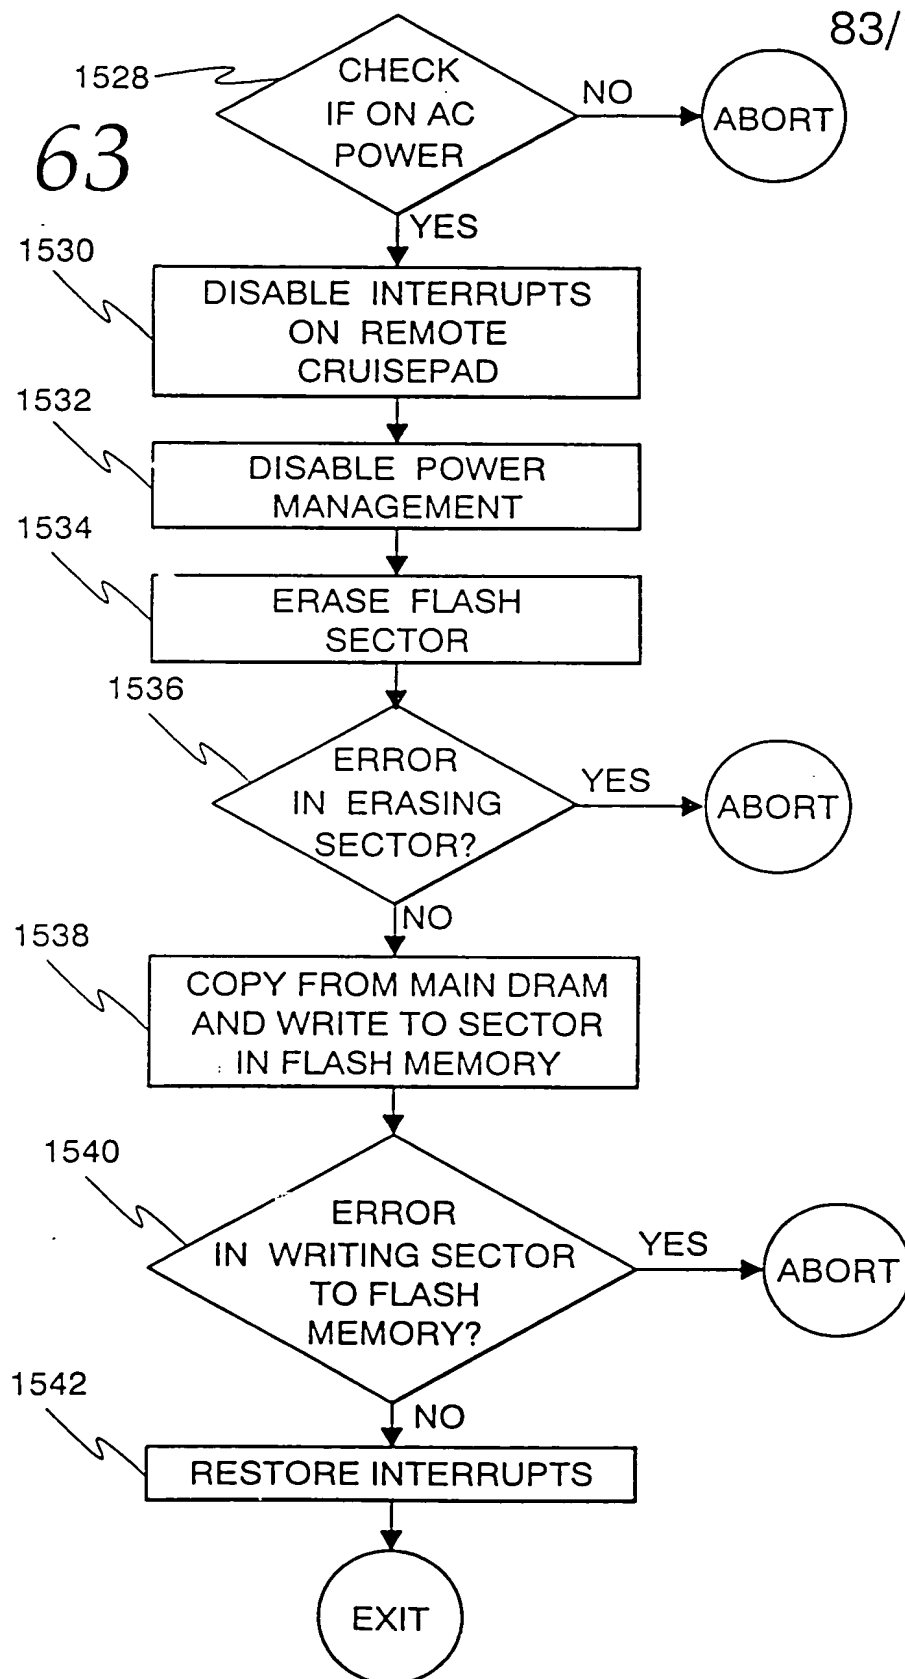 83/
1528
CHECK
IF ON AC
POWER
NO
ABORT
63
YES
1530
DISABLE INTERRUPTS
ON REMOTE
CRUISEPAD
1532
DISABLE POWER
MANAGEMENT
1534
ERASE FLASH
SECTOR
1536
ERROR
IN ERASING
SECTOR?
YES
ABORT
NO
1538
COPY FROM MAIN DRAM
AND WRITE TO SECTOR
IN FLASH MEMORY
1540
ERROR
IN WRITING SECTOR
TO FLASH
MEMORY?
YES
ABORT
NO
1542
RESTORE INTERRUPTS
EXIT